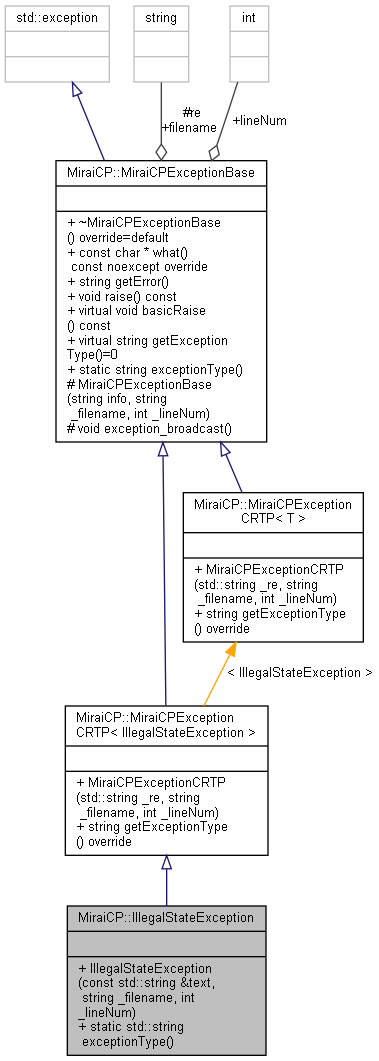 std::exception
string
int
#re
+filename
+lineNum
MiraiCP::MiraiCPExceptionBase
+ ~MiraiCPExceptionBase
() override=default
+ const char * what()
const noexcept override
+ string getError()
+ void raise() const
+ virtual void basicRaise
() const
+ virtual string getException
Type()=0
+ static string exceptionType()
# MiraiCPExceptionBase
(string info, string
_filename, int _lineNum)
# void exception_broadcast()
MiraiCP::MiraiCPException
CRTP< T >
+ MiraiCPExceptionCRTP
(std::string _re, string
_filename, int _lineNum)
+ string getExceptionType
() override
< IllegalStateException >
MiraiCP::MiraiCPException
CRTP< IllegalStateException >
+ MiraiCPExceptionCRTP
(std::string _re, string
_filename, int _lineNum)
+ string getExceptionType
() override
MiraiCP::IllegalStateException
+ IllegalStateException
(const std::string &text,
string _filename, int
_lineNum)
+ static std::string
exceptionType()